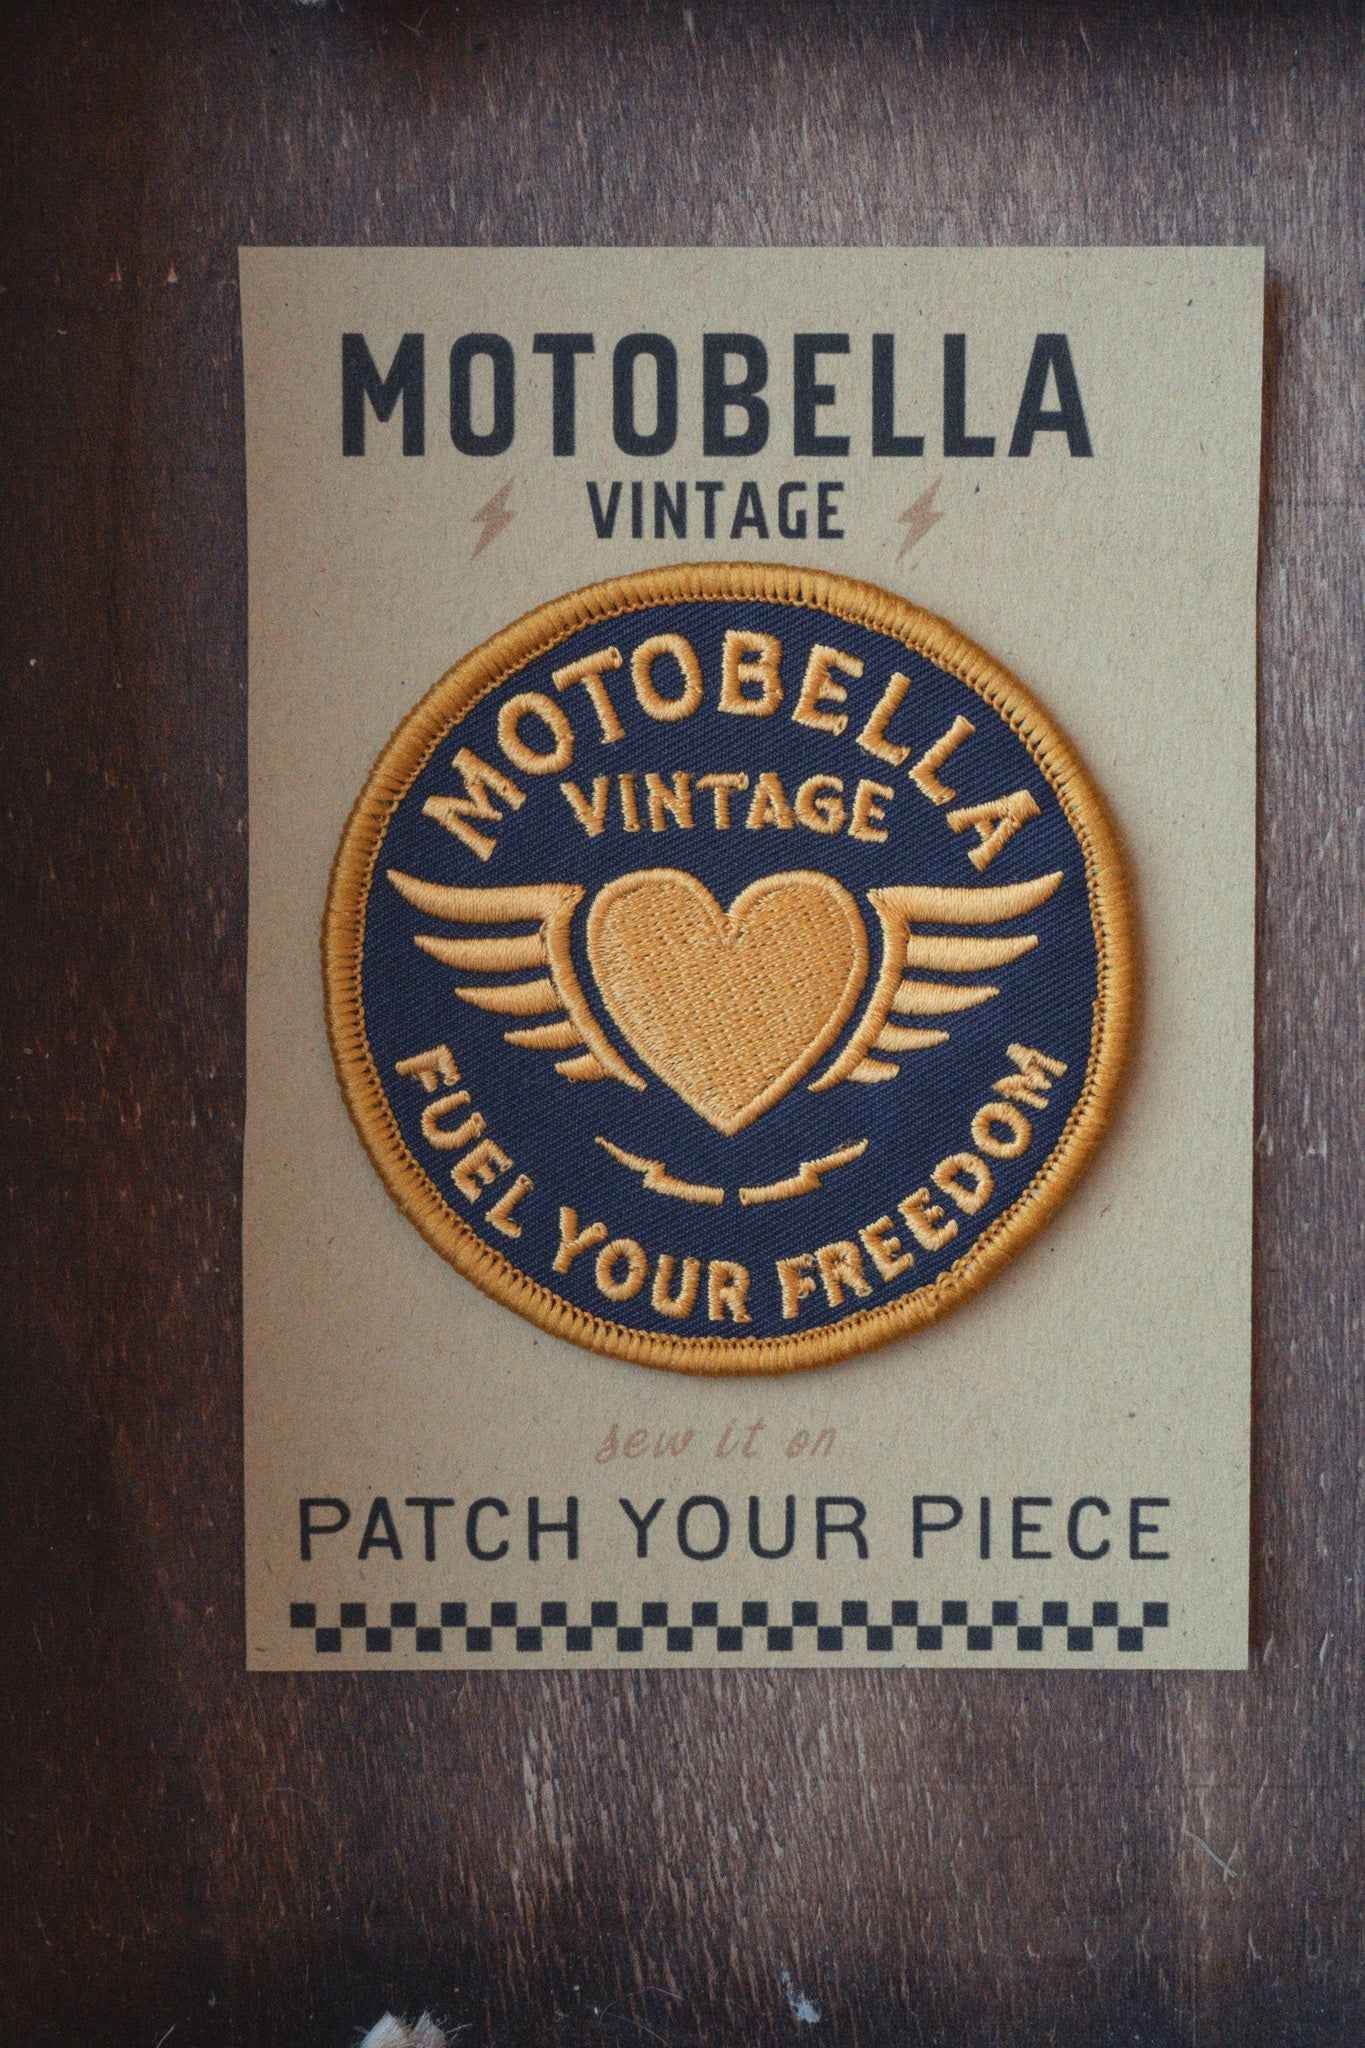 MOTOBELLA
VINTAGE
MOTOBELLA
VINTAGE
FUEL YOUR FREEDOM
sew it on
PATCH YOUR PIECE